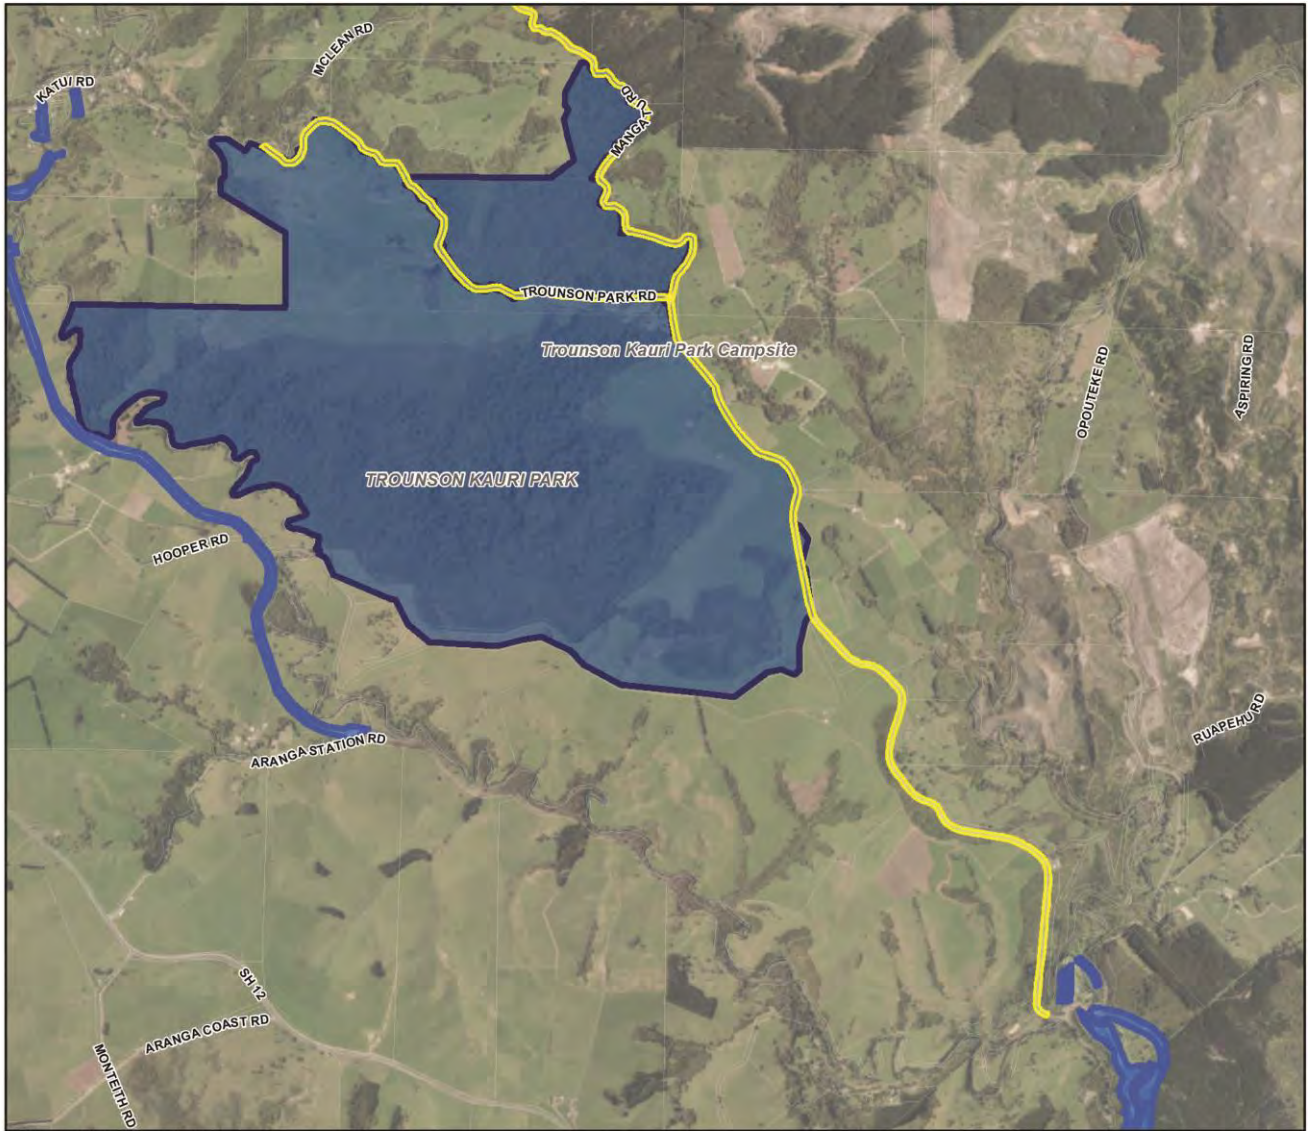 MCLEAN RD
KATUI RD
MANGA
U RD
TROUNSON PARK RD
Trounson Kauri Park Campsite
OPOUTEKE RD
ASPIRING RD
TROUNSON KAURI PARK
HOOPER RD
RUAPEHU RD
ARANGA STATION RD
SH 12
ARANGA COAST RD
MONTEITH RD